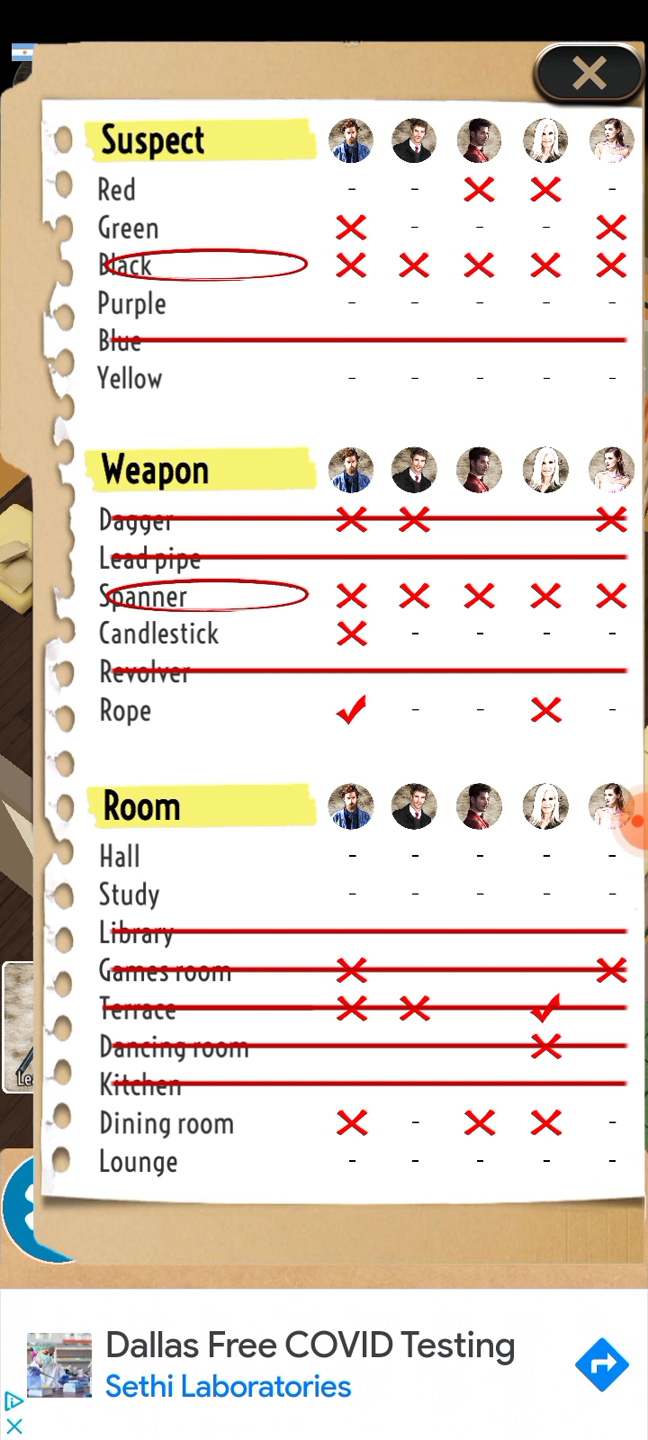 Suspect
Red
Green
Black
Purple
Blue
Yellow
Weapon
Dagger
Lead pipe
Spanner
Candlestick
Revolver
Rope
Room
Hall
Study
Library
Games room
Terrace
Dancing room
Le
Kitchen
Dining room
Lounge
Dallas Free COVID Testing
Sethi Laboratories